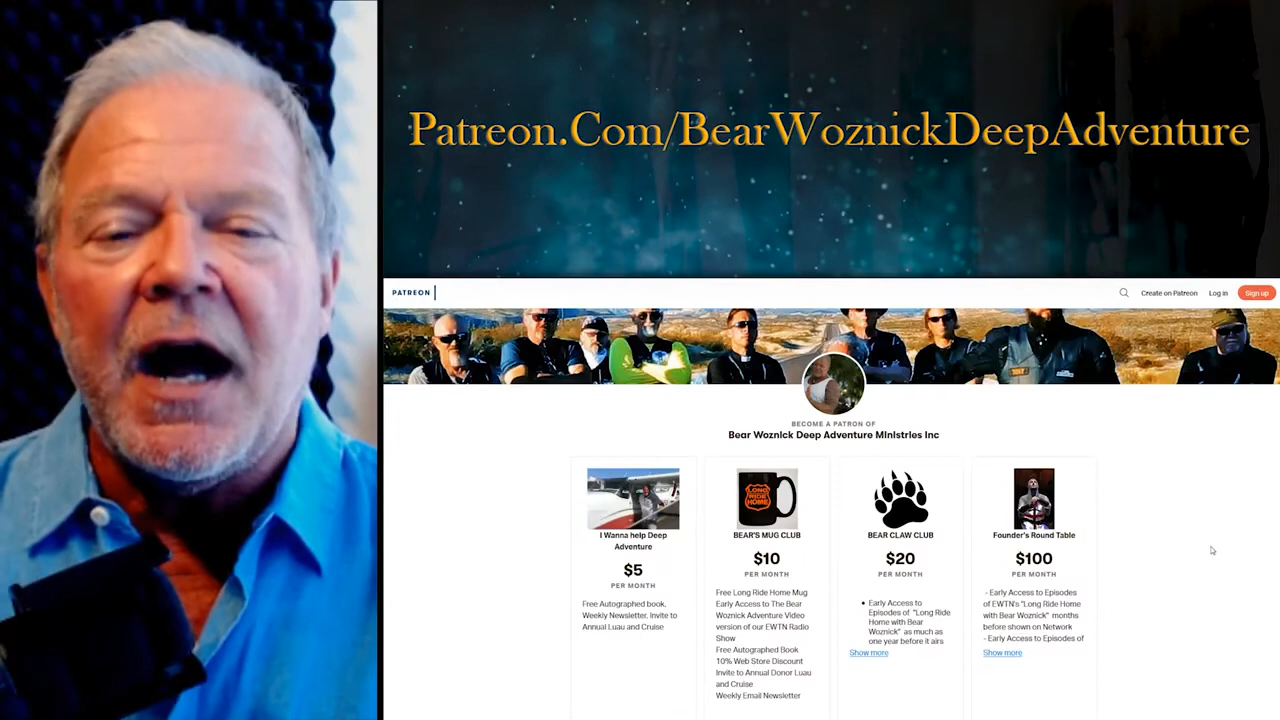 Patreon.Com/BearWoznickDeepAdventure
PATREON
Create on Patreon
Log in
Sign up
BECOME A PATRON OF
Bear Woznick Deep Adventure Ministries Inc
I Wanna help Deep
Adventure
$5
PER MONTH
Free Autographed book.
Weekly Newsletter. Invite to
Annual Luau and Cruise
LONG
RIDE
HOME
BEAR'S MUG CLUB
$10
PER MONTH
Free Long Ride Home Mug
Early Access to The Bear
Woznick Adventure Video
version of our EWTN Radio
Show
Free Autographed Book
10% Web Store Discount
Invite to Annual Donor Luau
and Cruise
Weekly Email Newsletter
BEAR CLAW CLUB
$20
PER MONTH
• Early Access to
Episodes of "Long Ride
Home with Bear
Woznick" as much as
one year before it airs
Show more
Founder's Round Table
$100
PER MONTH
- Early Access to Episodes
of EWTN's "Long Ride Home
with Bear Woznick" months
before shown on Network
- Early Access to Episodes of
Show more